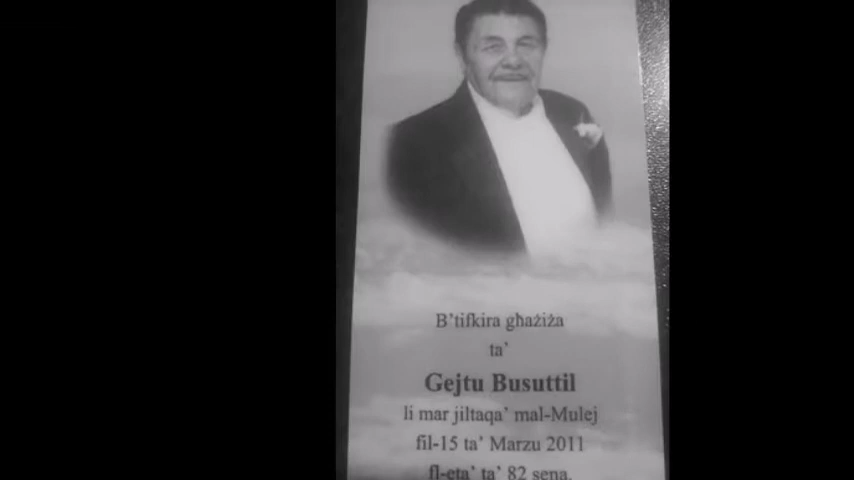 B'tifkira għażiża
ta'
Gejtu Busuttil
li mar jiltaqa' mal-Mulej
fil-15 ta' Marzu 2011
fl-eta' ta' 82 sena.